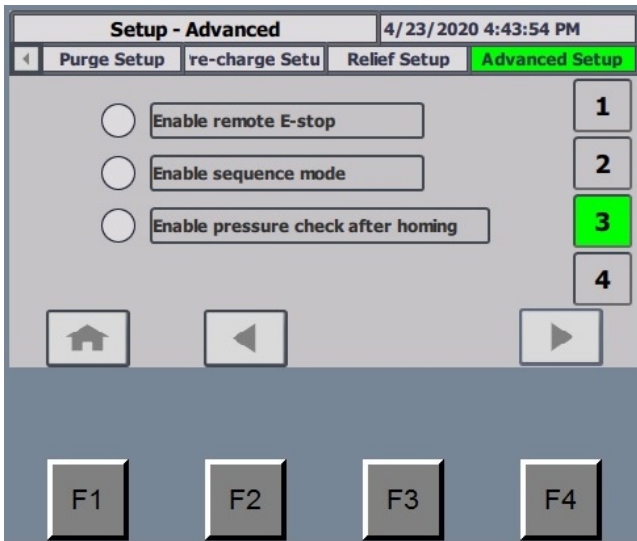 Setup - Advanced 4/23/2020 4:43:54 PM
Purge Setup 're-charge Setu Relief Setup Advanced Setup
Enable remote E-stop
Enable sequence mode
Enable pressure check after homing
1
2
3
4
F1 F2 F3 F4